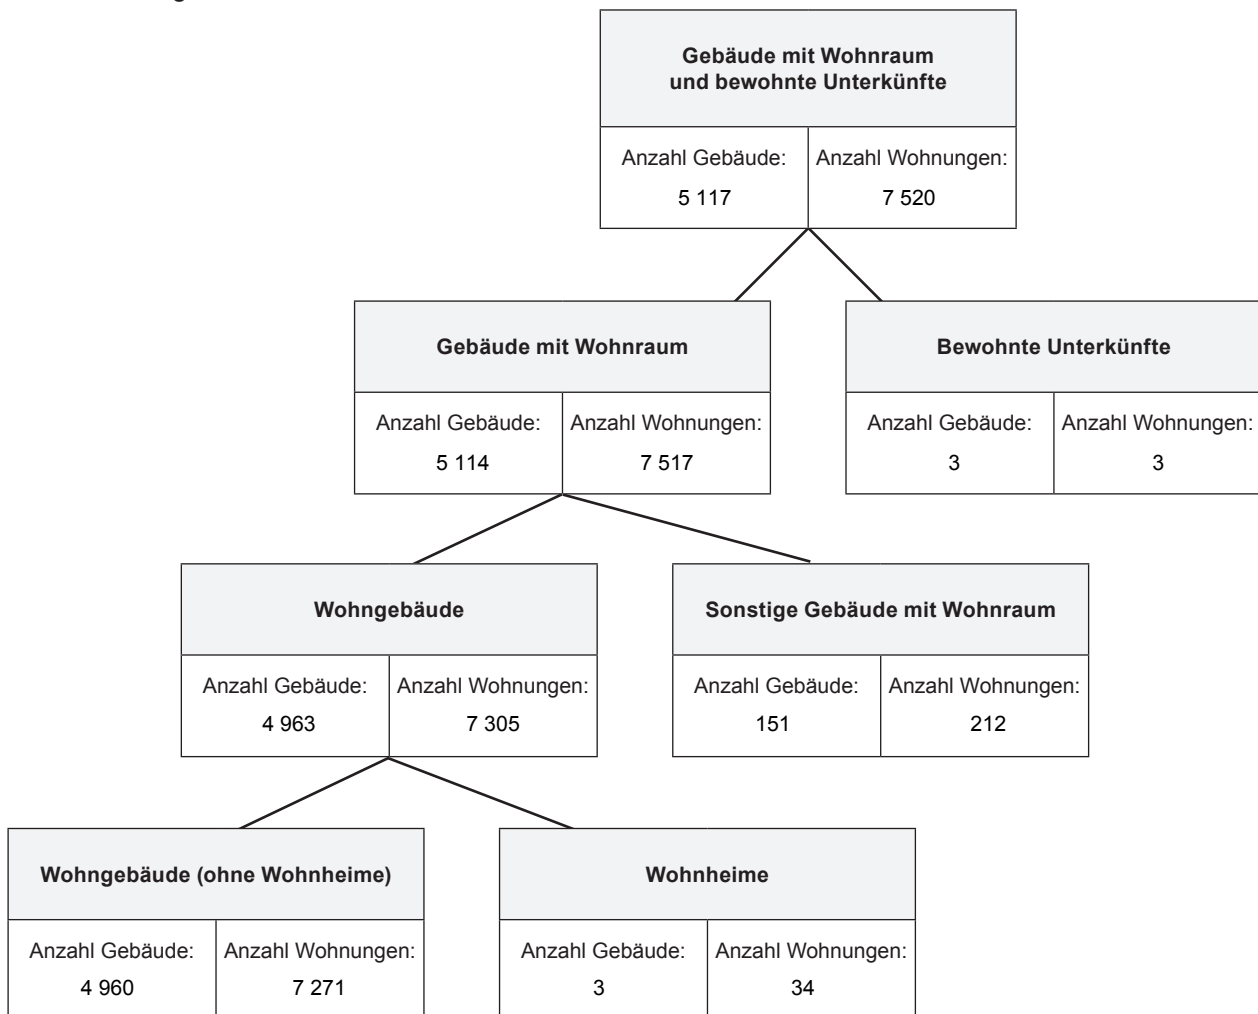 Gebäude mit Wohnraum
und bewohnte Unterkünfte
Anzahl Gebäude: Anzahl Wohnungen:
5 117 7 520
Gebäude mit Wohnraum Bewohnte Unterkünfte
Anzahl Gebäude: Anzahl Wohnungen: Anzahl Gebäude: Anzahl Wohnungen:
5 114 7 517 3 3
Wohngebäude Sonstige Gebäude mit Wohnraum
Anzahl Gebäude: Anzahl Wohnungen: Anzahl Gebäude: Anzahl Wohnungen:
4 963 7 305 151 212
Wohngebäude (ohne Wohnheime) Wohnheime
Anzahl Gebäude: Anzahl Wohnungen: Anzahl Gebäude: Anzahl Wohnungen:
4 960 7 271 3 34